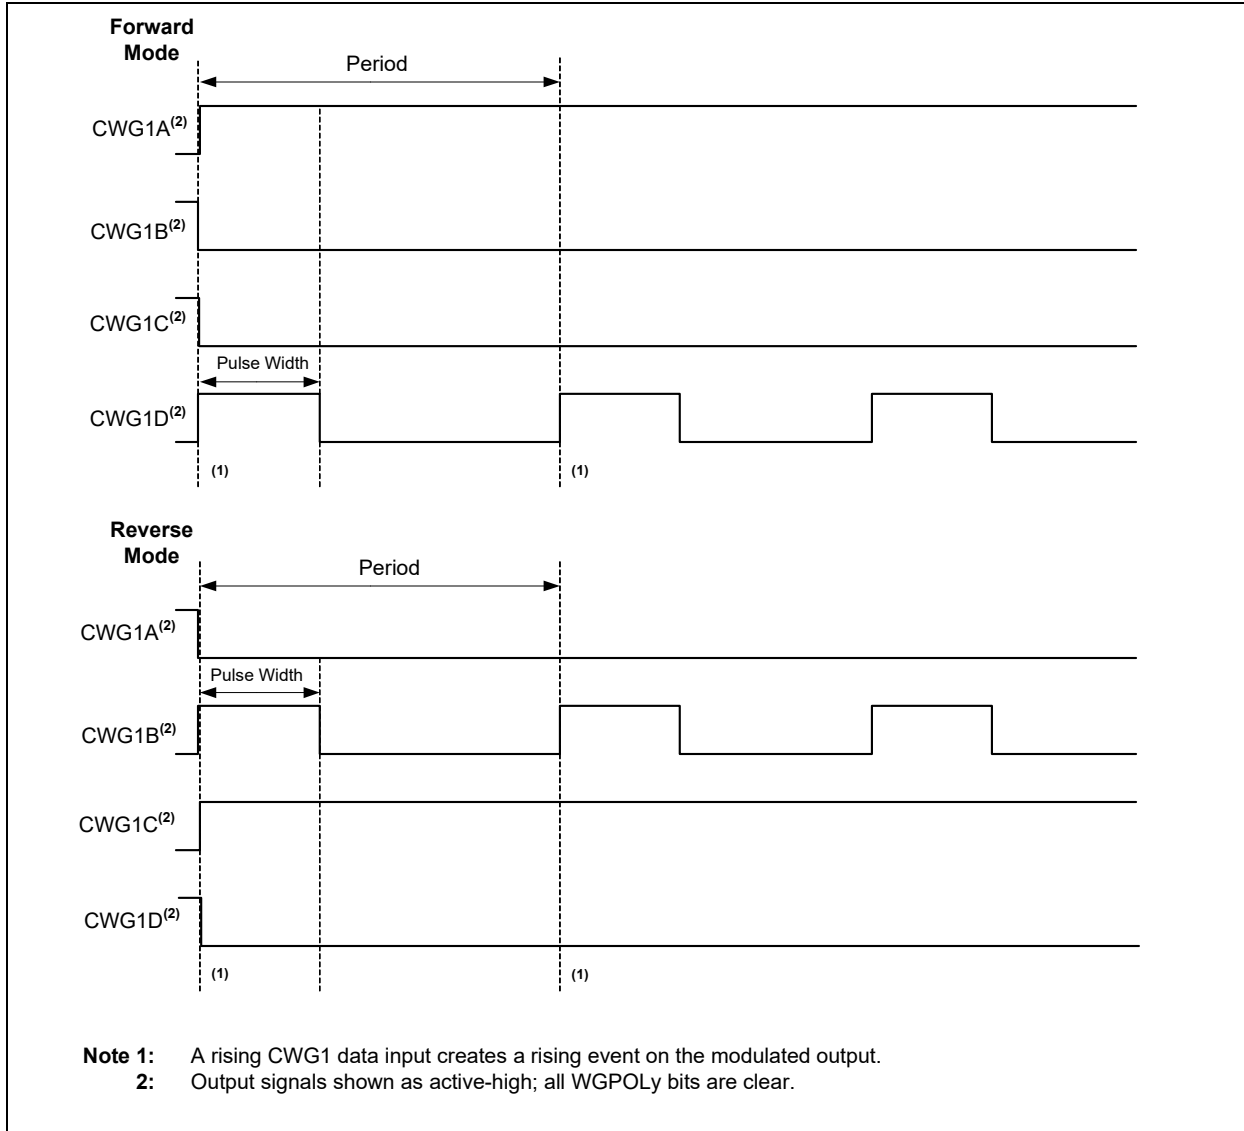 Forward
Mode
Period
CWG1A(2)
CWG1B(2)
CWG1C(2)
Pulse Width
CWG1D(2)
(1)
(1)
Reverse
Mode
Period
CWG1A(2)
Pulse Width
CWG1B(2)
CWG1C(2)
CWG1D(2)
(1)
(1)
Note 1: A rising CWG1 data input creates a rising event on the modulated output.
2: Output signals shown as active-high; all WGPOLy bits are clear.